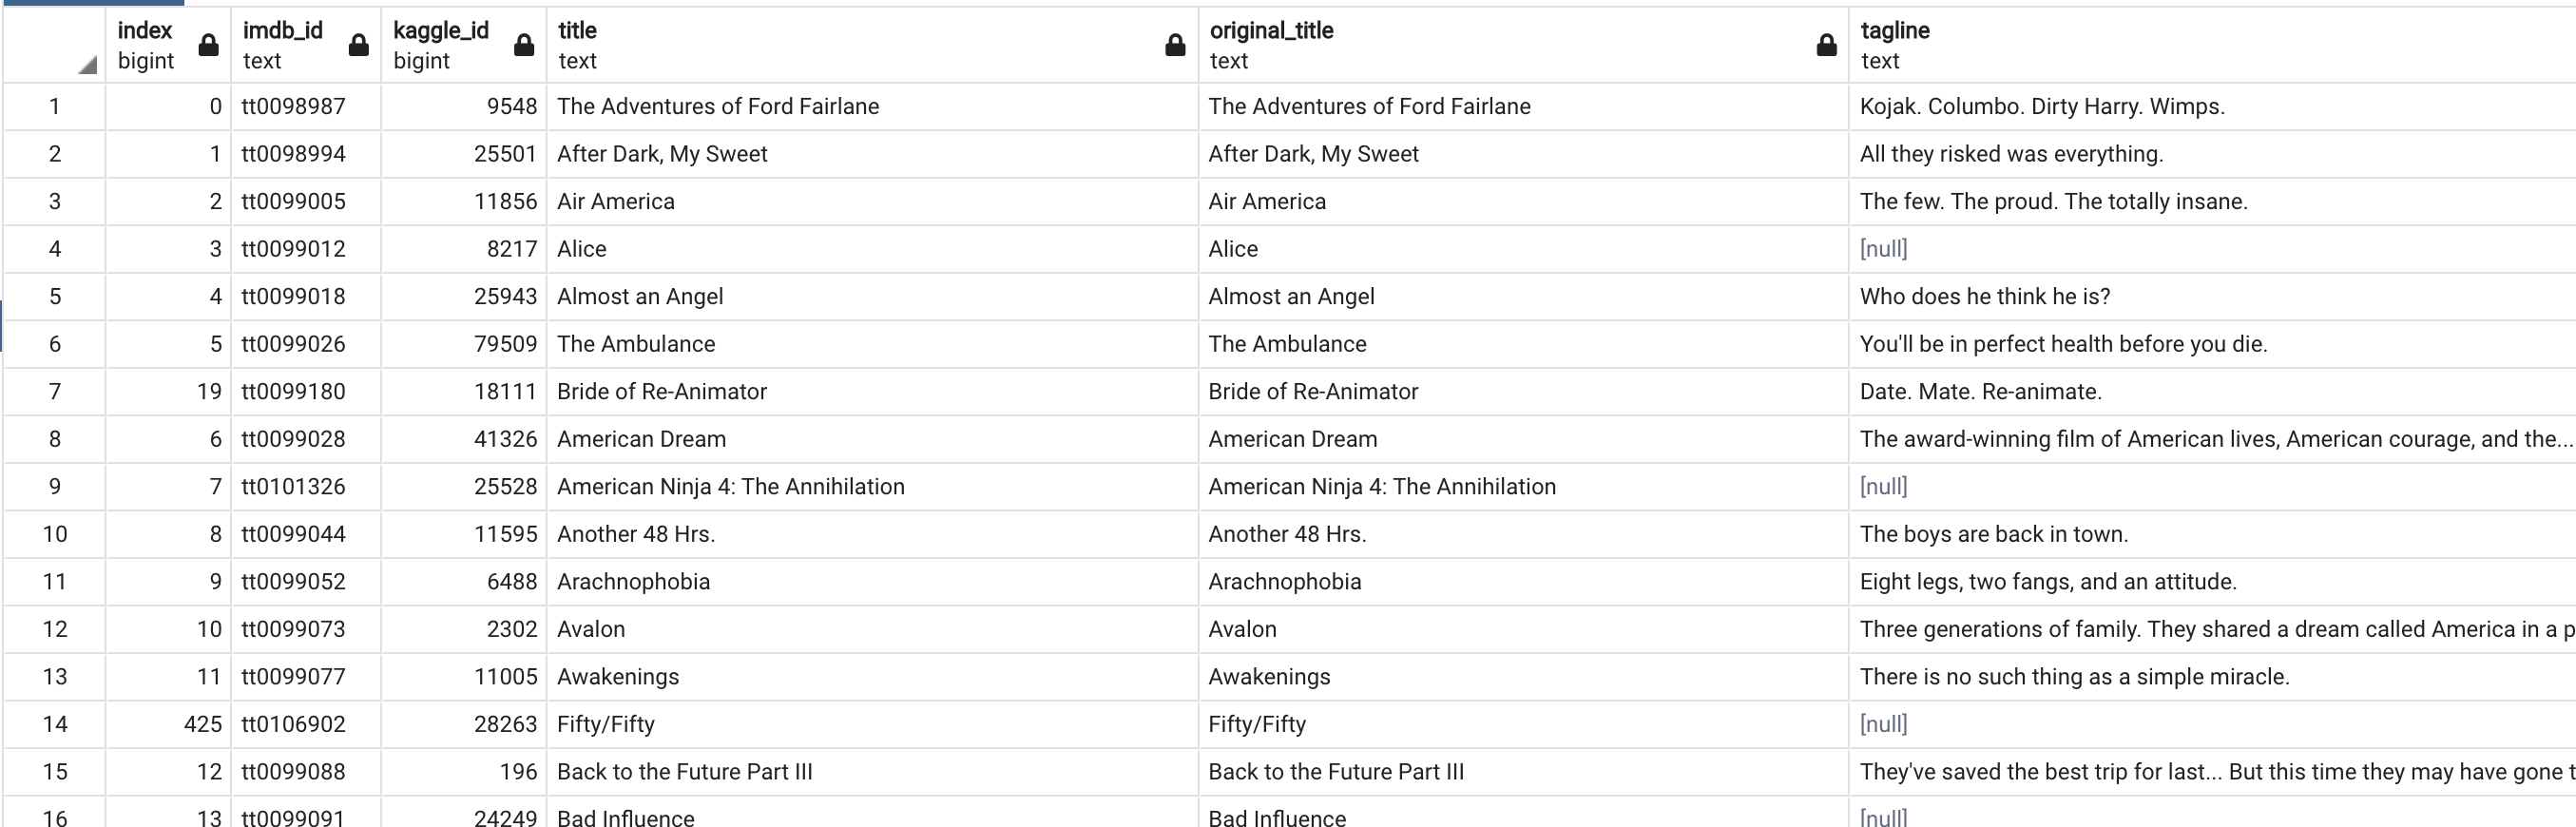 index imdb_id kaggle_id title original_title tagline
bigint text bigint text text text
1 0 tt0098987 9548 The Adventures of Ford Fairlane The Adventures of Ford Fairlane Kojak. Columbo. Dirty Harry. Wimps.
2 1 tt0098994 25501 After Dark, My Sweet After Dark, My Sweet All they risked was everything.
3 2 tt0099005 11856 Air America Air America The few. The proud. The totally insane.
4 3 tt0099012 8217 Alice Alice [null]
5 4 tt0099018 25943 Almost an Angel Almost an Angel Who does he think he is?
6 5 tt0099026 79509 The Ambulance The Ambulance You'll be in perfect health before you die.
7 19 tt0099180 18111 Bride of Re-Animator Bride of Re-Animator Date. Mate. Re-animate.
8 6 tt0099028 41326 American Dream American Dream The award-winning film of American lives, American courage, and the...
9 7 tt0101326 25528 American Ninja 4: The Annihilation American Ninja 4: The Annihilation [null]
10 8 tt0099044 11595 Another 48 Hrs. Another 48 Hrs. The boys are back in town.
11 9 tt0099052 6488 Arachnophobia Arachnophobia Eight legs, two fangs, and an attitude.
12 10 tt0099073 2302 Avalon Avalon Three generations of family. They shared a dream called America in a p
13 11 tt0099077 11005 Awakenings Awakenings There is no such thing as a simple miracle.
14 425 tt0106902 28263 Fifty/Fifty Fifty/Fifty [null]
15 12 tt0099088 196 Back to the Future Part III Back to the Future Part III They've saved the best trip for last... But this time they may have gone t
16 13 tt0099091 24249 Bad Influence Bad Influence [null]